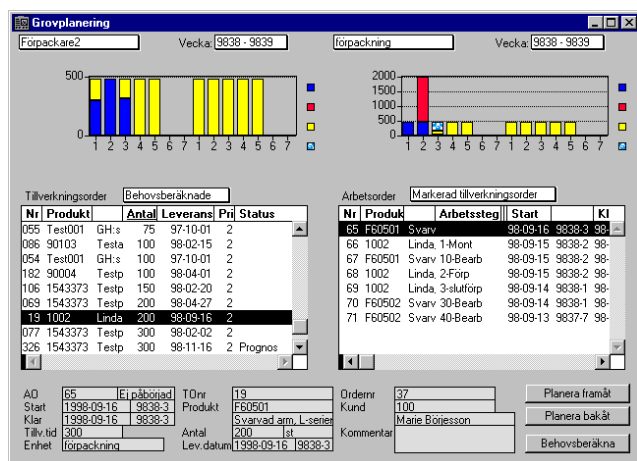 Grovplanering
Förpackare2 Vecka: 9838 - 9839 förpackning Vecka: 9838 - 9839
500
0
1 2 3 4 5 6 7 1 2 3 4 5 6 7
2000
1500
1000
500
0
1 2 3 4 5 6 7 1 2 3 4 5 6 7
Tillverkningsorder Behovsberäknade
Nr Produkt Antal Leverans Pri Status
055 Test001 GH:s 75 97-10-01 2
086 90103 Testa 100 98-02-15 2
054 Test001 GH:s 100 97-10-01 2
182 90004 Testp 100 98-04-01 2
106 1543373 Testp 150 98-02-20 2
069 1543373 Testp 200 98-04-27 2
19 1002 Linda 200 98-09-16 2
077 1543373 Testp 300 98-02-02 2
326 1543373 Testp 300 98-11-16 2 Prognos
Arbetsorder Markerad tillverkningsorder
Nr Produk Arbetssteg Start Kl
65 F60501 Svarv 98-09-16 9838-3 98-
66 1002 Linda, 1-Mont 98-09-15 9838-2 98-
67 F60501 Svarv 10-Bearb 98-09-15 9838-2 98-
68 1002 Linda, 2-Förp 98-09-15 9838-2 98-
69 1002 Linda, 3-slutförp 98-09-14 9838-1 98-
70 F60502 Svarv 30-Bearb 98-09-14 9838-1 98-
71 F60502 Svarv 40-Bearb 98-09-13 9837-7 98-
AO 65 Ej påbörjad
Start 1998-09-16 9838-3
Klar 1998-09-16 9838-3
Tillv.tid 300
Enhet förpackning
TOnr 19
Produkt F60501
Svarvad arm, L-serien
Antal 200 st
Lev.datum 1998-09-16 9838-3
Ordernr 37
Kund 100
Marie Börjesson
Kommentar
Planera framåt
Planera bakåt
Behovsberäkna